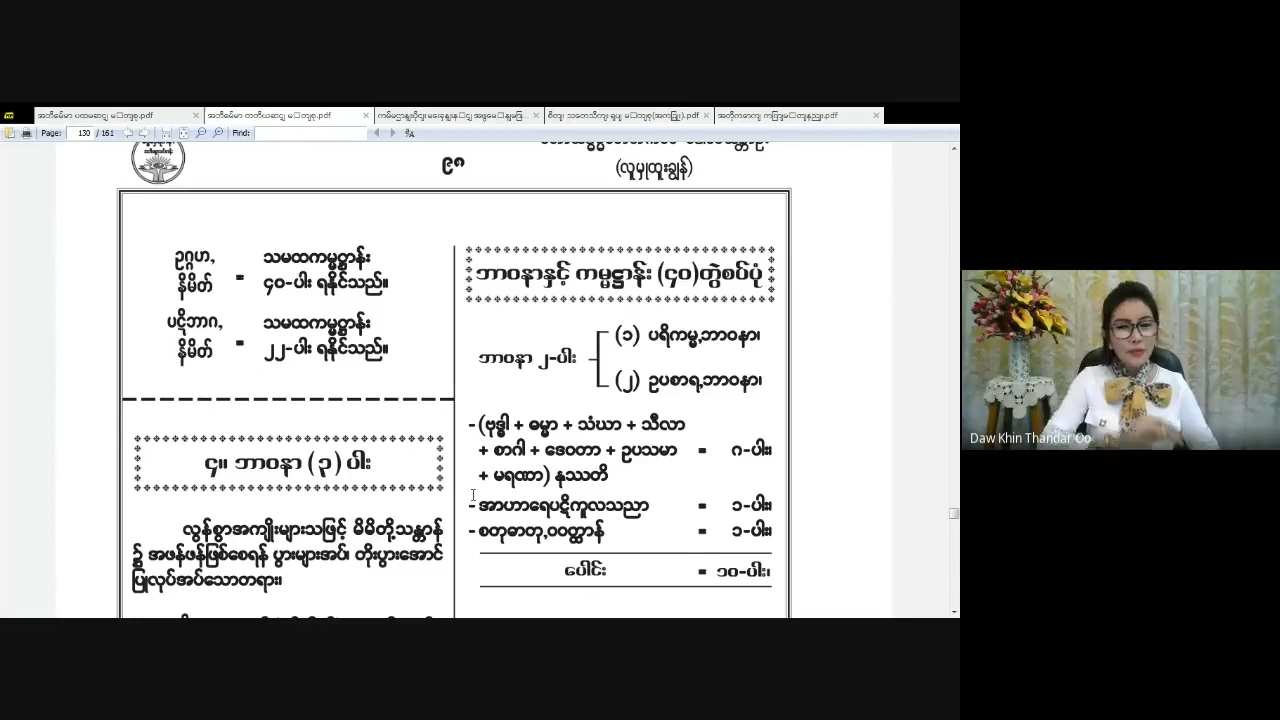 Page: 130 / 161 Find:
၉၈
(လူမှုထူးချွန်)
ဥဂ္ဂဟ, နိမိတ် = သမထကမ္မဋ္ဌာန်း
၄၀-ပါး ရနိုင်သည်။
ပဋိဘာဂ, နိမိတ် = သမထကမ္မဋ္ဌာန်း
၂၂-ပါး ရနိုင်သည်။
၄။ ဘာဝနာ (၃) ပါး
လွန်စွာအကျိုးများသဖြင့် မိမိတို့သန္တာန်
၌ အဖန်ဖန်ဖြစ်စေရန် ပွားများအပ်၊ တိုးပွားအောင်
ပြုလုပ်အပ်သောတရား၊
ဘာဝနာနှင့် ကမ္မဋ္ဌာန်း (၄၀)တွဲစပ်ပုံ
ဘာဝနာ ၂-ပါး
(၁) ပရိကမ္မ,ဘာဝနာ၊
(၂) ဥပစာရ,ဘာဝနာ၊
-(ဗုဒ္ဓါ + ဓမ္မာ + သံဃာ + သီလာ
+ စာဂါ + ဒေဝတာ + ဥပသမာ = ၈-ပါး၊
+ မရဏာ) နုဿတိ
-အာဟာရေပဋိကူလသညာ = ၁-ပါး၊
-စတုဓာတု,ဝဝတ္ထာန် = ၁-ပါး၊
ပေါင်း = ၁၀-ပါး၊
Daw Khin Thandar Oo